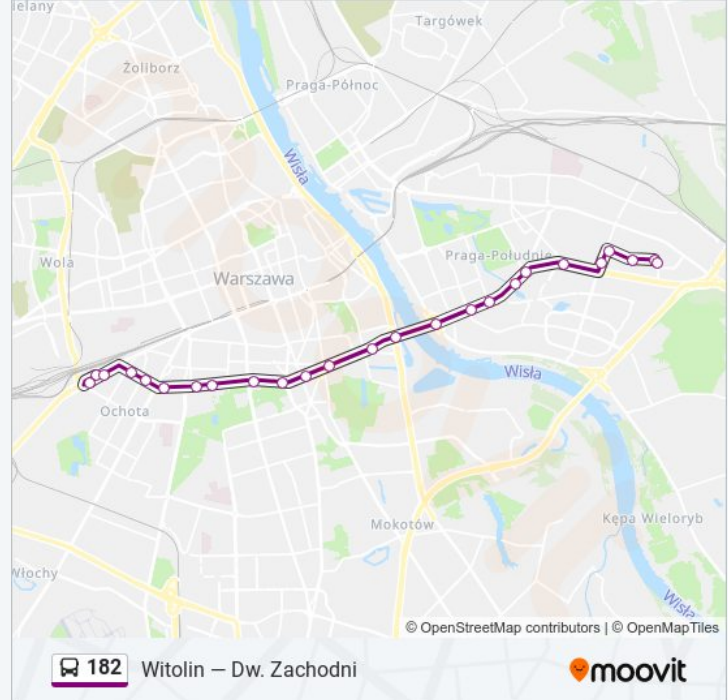 ielany
Targówek
Żoliborz
Praga-Północ
Wisła
Wola
Praga-Południe
Warszawa
Wisła
Ochota
Mokotów
Kępa Wieloryb
Włochy
Wisła
© OpenStreetMap contributors | © OpenMapTiles
182 Witolin — Dw. Zachodni moovit